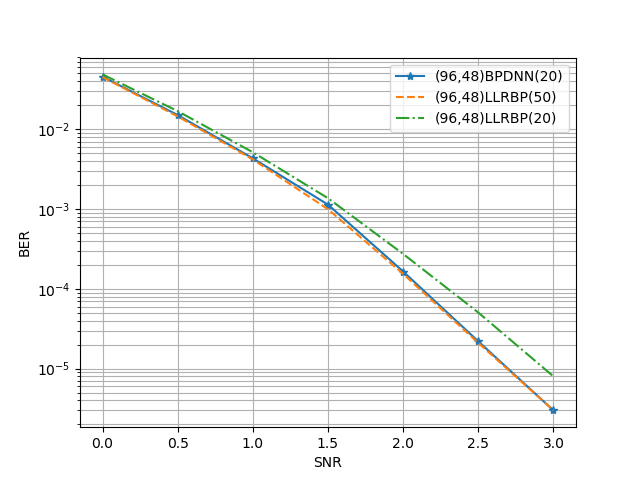 (96,48)BPDNN(20)
(96,48)LLRBP(50)
(96,48)LLRBP(20)
10⁻²
10⁻³
10⁻⁴
10⁻⁵
BER
0.0 0.5 1.0 1.5 2.0 2.5 3.0
SNR